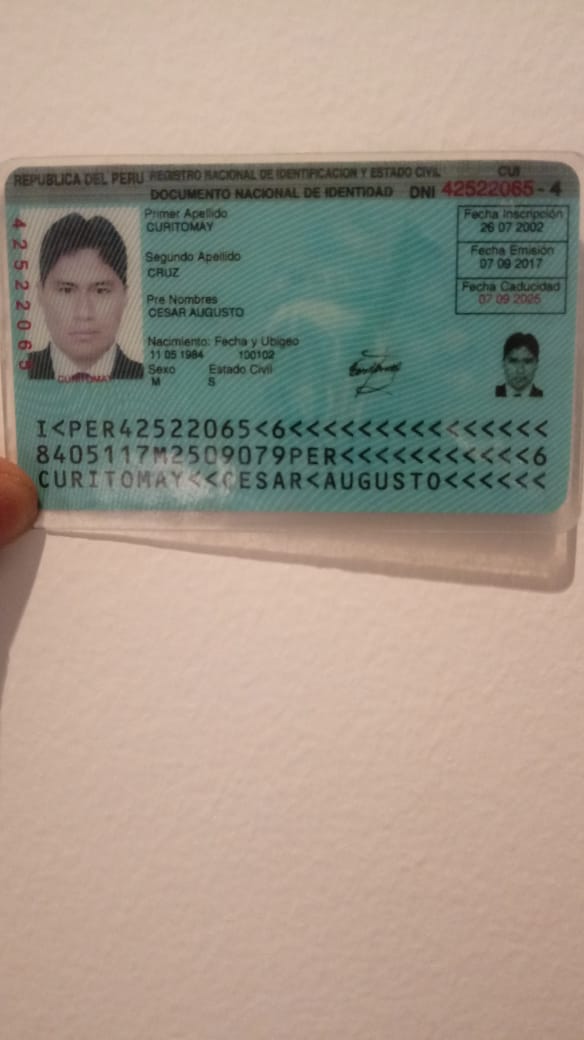 REPUBLICA DEL PERU REGISTRO NACIONAL DE IDENTIFICACION Y ESTADO CIVIL CUI
DOCUMENTO NACIONAL DE IDENTIDAD DNI 42522065 - 4
42522065
Primer Apellido
CURITOMAY
Segundo Apellido
CRUZ
Pre Nombres
CESAR AUGUSTO
Nacimiento: Fecha y Ubigeo
11 05 1984 100102
Sexo Estado Civil
M S
Fecha Inscripción
26 07 2002
Fecha Emisión
07 09 2017
Fecha Caducidad
07 09 2025
CURITOMAY
I<PER42522065<6<<<<<<<<<<<<<<<
8405117M2509079PER<<<<<<<<<<<6
CURITOMAY<<CESAR<AUGUSTO<<<<<<